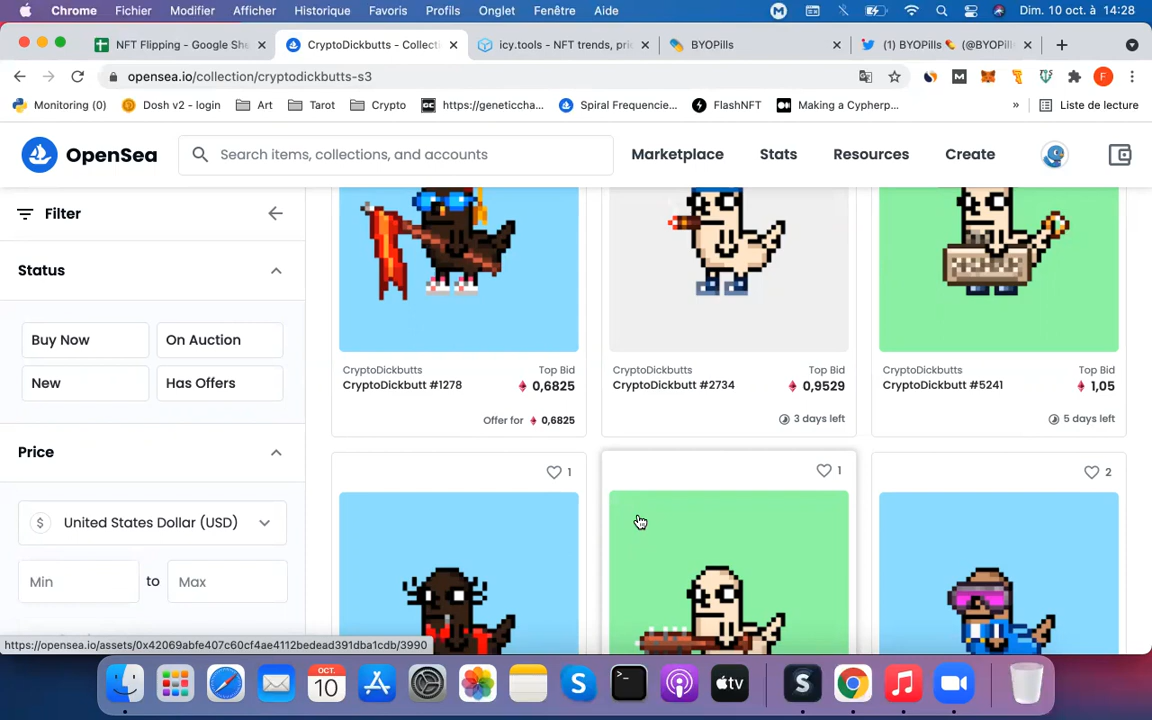 Chrome Fichier Modifier Afficher Historique Favoris Profils Onglet Fenêtre Aide Dim. 10 oct. à 14:28
NFT Flipping - Google She CryptoDickbutts - Collecti icy.tools - NFT trends, pri BYOPills (1) BYOPills (@BYOPill
opensea.io/collection/cryptodickbutts-s3
Monitoring (0) Dosh v2 - login Art Tarot Crypto https://geneticcha... Spiral Frequencie... FlashNFT Making a Cypherp... » Liste de lecture
OpenSea Search items, collections, and accounts Marketplace Stats Resources Create
Filter
Status
Buy Now On Auction
New Has Offers
Price
$ United States Dollar (USD)
Min to Max
CryptoDickbutts Top Bid
CryptoDickbutt #1278 0,6825
Offer for 0,6825
CryptoDickbutts Top Bid
CryptoDickbutt #2734 0,9529
3 days left
CryptoDickbutts Top Bid
CryptoDickbutt #5241 1,05
5 days left
1
1
2
https://opensea.io/assets/0x42069abfe407c60cf4ae4112bedead391dba1cdb/3990
OCT.
10
tv